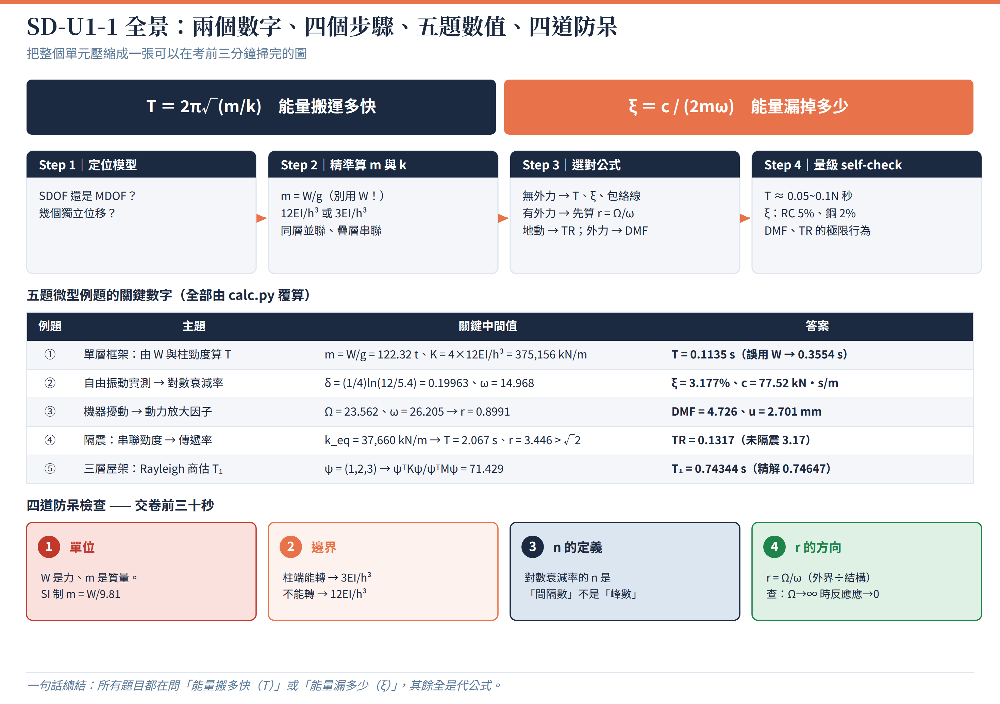 SD-U1-1 全景：兩個數字、四個步驟、五題數值、四道防呆
把整個單元壓縮成一張可以在考前三分鐘掃完的圖
T = 2π√(m/k)　能量搬運多快
ξ = c / (2mω)　能量漏掉多少
Step 1｜定位模型
SDOF 還是 MDOF？
幾個獨立位移？
Step 2｜精準算 m 與 k
m = W/g（別用 W！）
12EI/h³ 或 3EI/h³
同層並聯、疊層串聯
Step 3｜選對公式
無外力 → T、ξ、包絡線
有外力 → 先算 r = Ω/ω
地動 → TR；外力 → DMF
Step 4｜量級 self-check
T ≈ 0.05~0.1N 秒
ξ：RC 5%、鋼 2%
DMF、TR 的極限行為
五題微型例題的關鍵數字（全部由 calc.py 覆算）
例題 主題 關鍵中間值 答案
① 單層框架：由 W 與柱勁度算 T m = W/g = 122.32 t、K = 4×12EI/h³ = 375,156 kN/m T = 0.1135 s（誤用 W → 0.3554 s）
② 自由振動實測 → 對數衰減率 δ = (1/4)ln(12/5.4) = 0.19963、ω = 14.968 ξ = 3.177%、c = 77.52 kN・s/m
③ 機器擾動 → 動力放大因子 Ω = 23.562、ω = 26.205 → r = 0.8991 DMF = 4.726、u = 2.701 mm
④ 隔震：串聯勁度 → 傳遞率 k_eq = 37,660 kN/m → T = 2.067 s、r = 3.446 > √2 TR = 0.1317（未隔震 3.17）
⑤ 三層屋架：Rayleigh 商估 T₁ ψ = (1,2,3) → ψᵀKψ/ψᵀMψ = 71.429 T₁ = 0.74344 s（精解 0.74647）
四道防呆檢查 —— 交卷前三十秒
1 單位
W 是力、m 是質量。
SI 制 m = W/9.81
2 邊界
柱端能轉 → 3EI/h³
不能轉 → 12EI/h³
3 n 的定義
對數衰減率的 n 是
「間隔數」不是「峰數」
4 r 的方向
r = Ω/ω（外界÷結構）
查：Ω→∞ 時反應應→0
一句話總結：所有題目都在問「能量搬多快（T）」或「能量漏多少（ξ）」，其餘全是代公式。